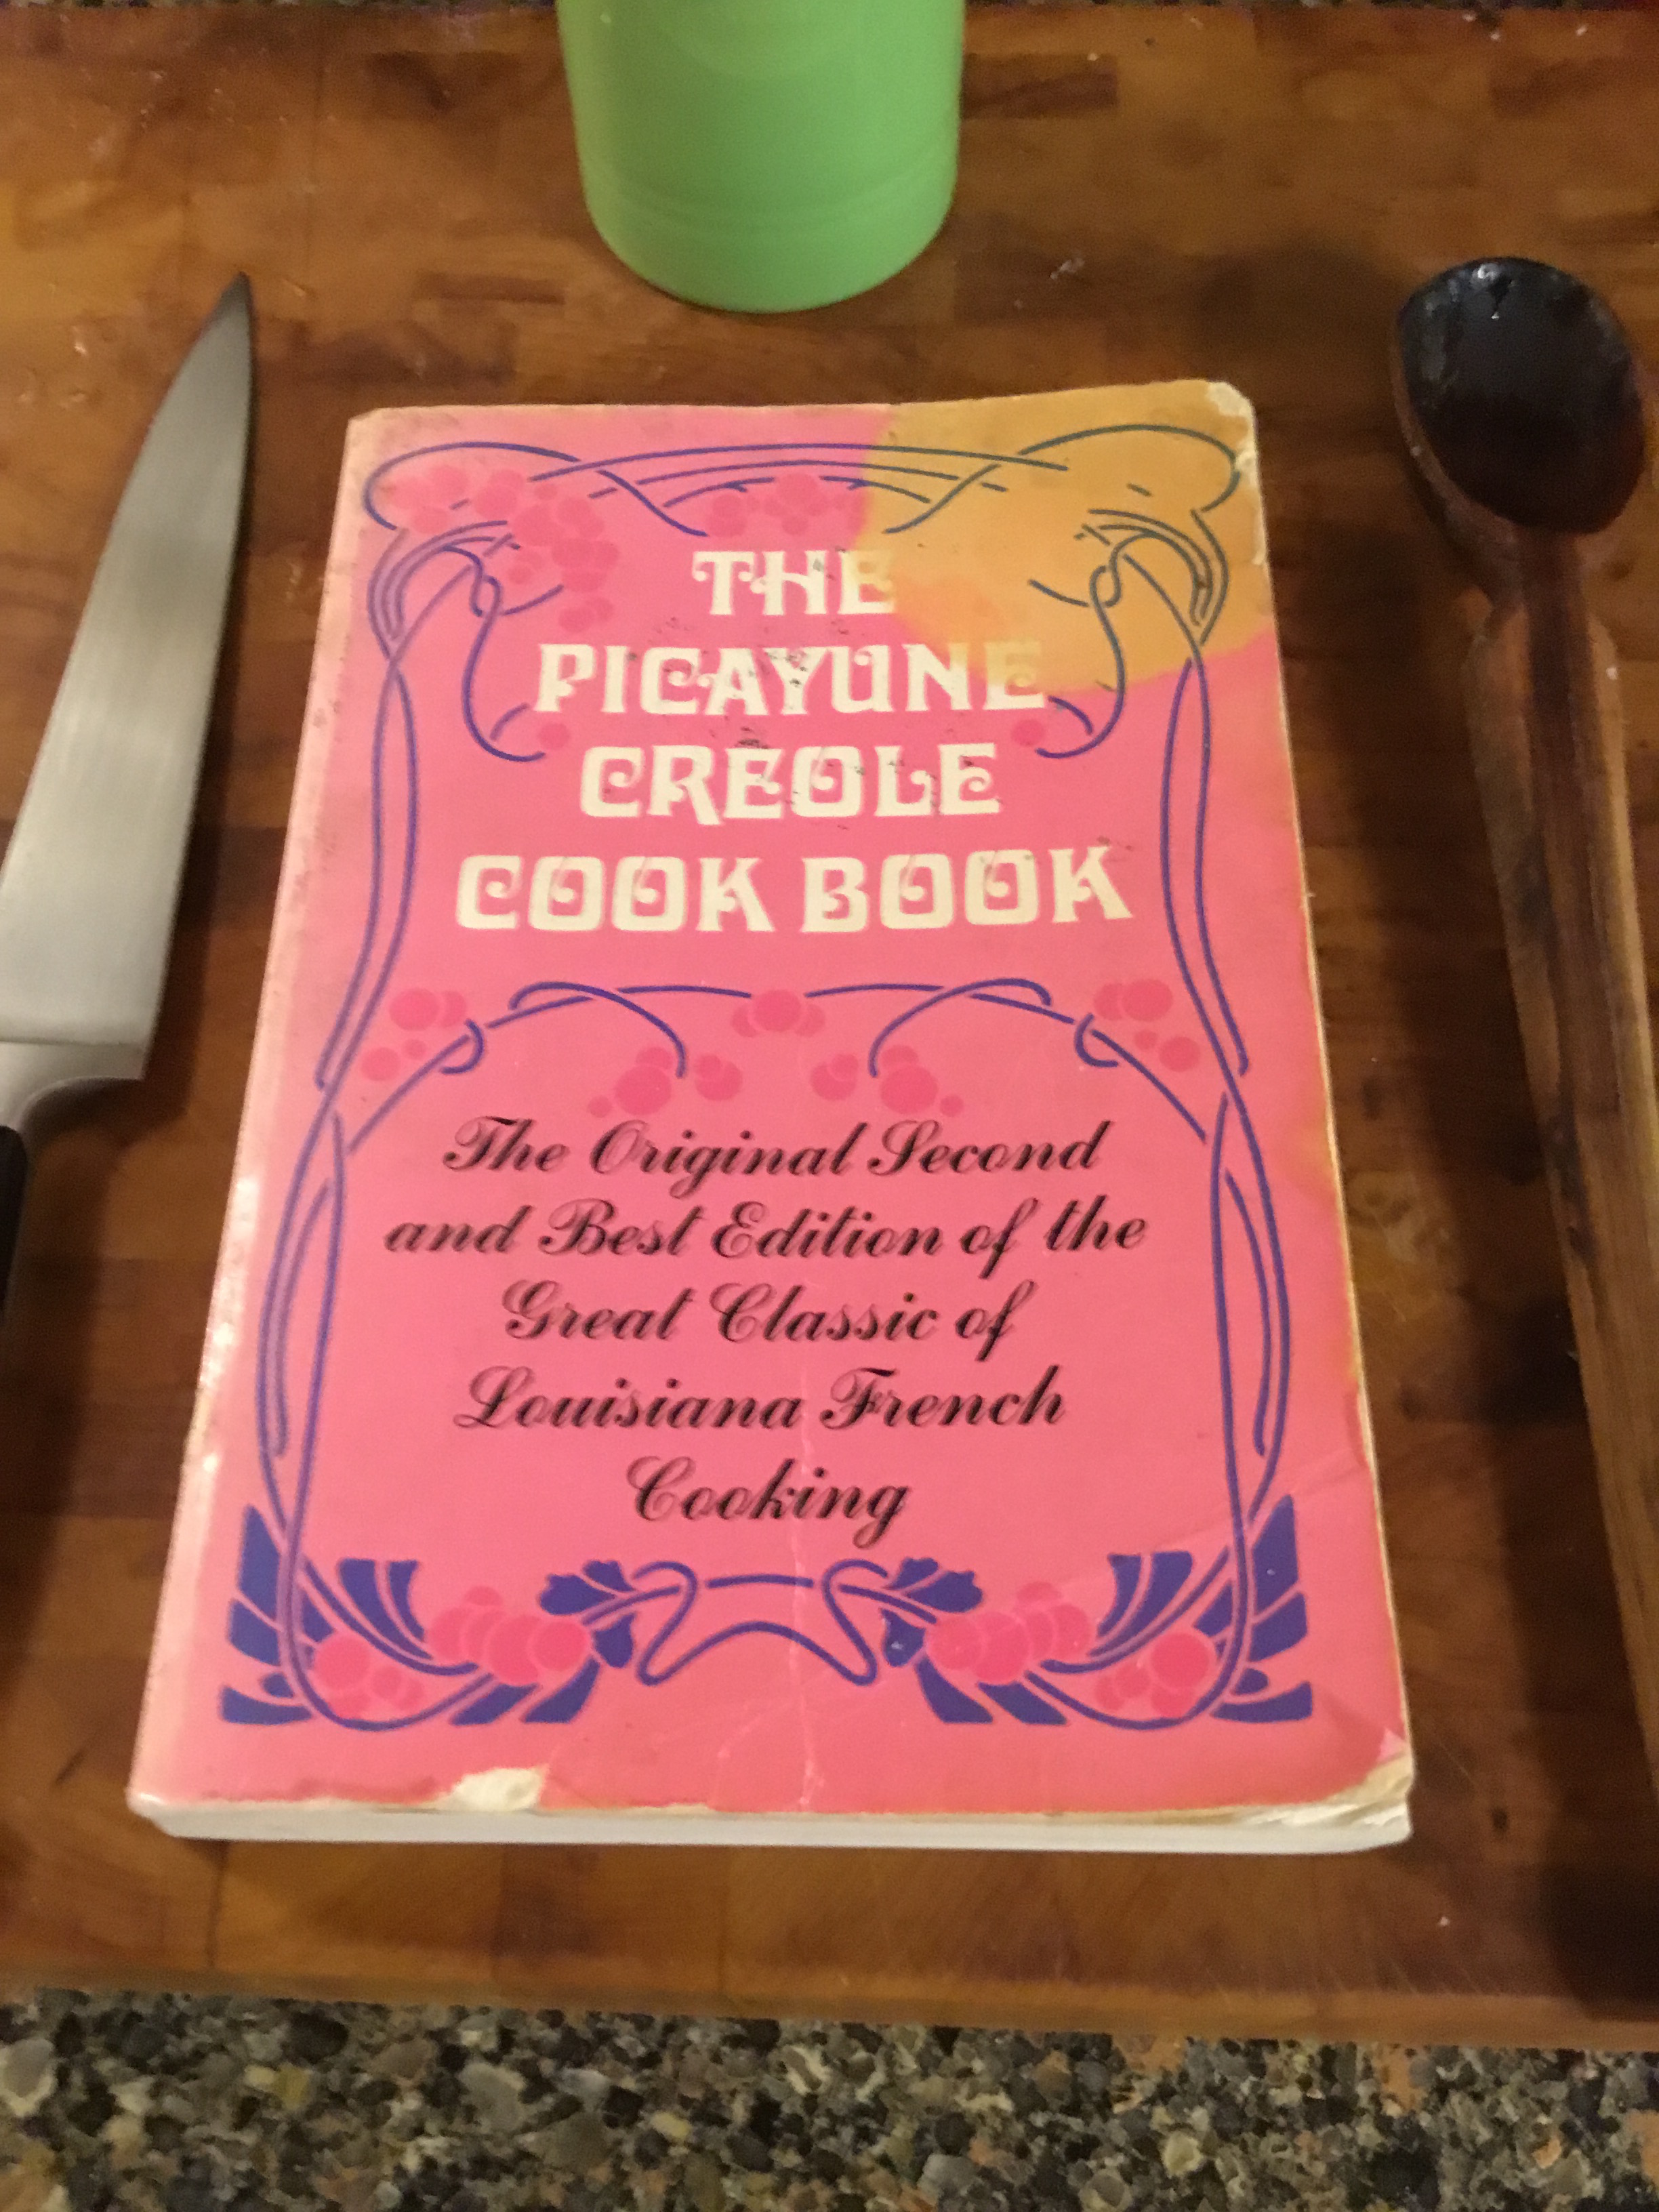 THE
PICAYUNE
CREOLE
COOK BOOK
The Original Second
and Best Edition of the
Great Classic of
Louisiana French
Cooking